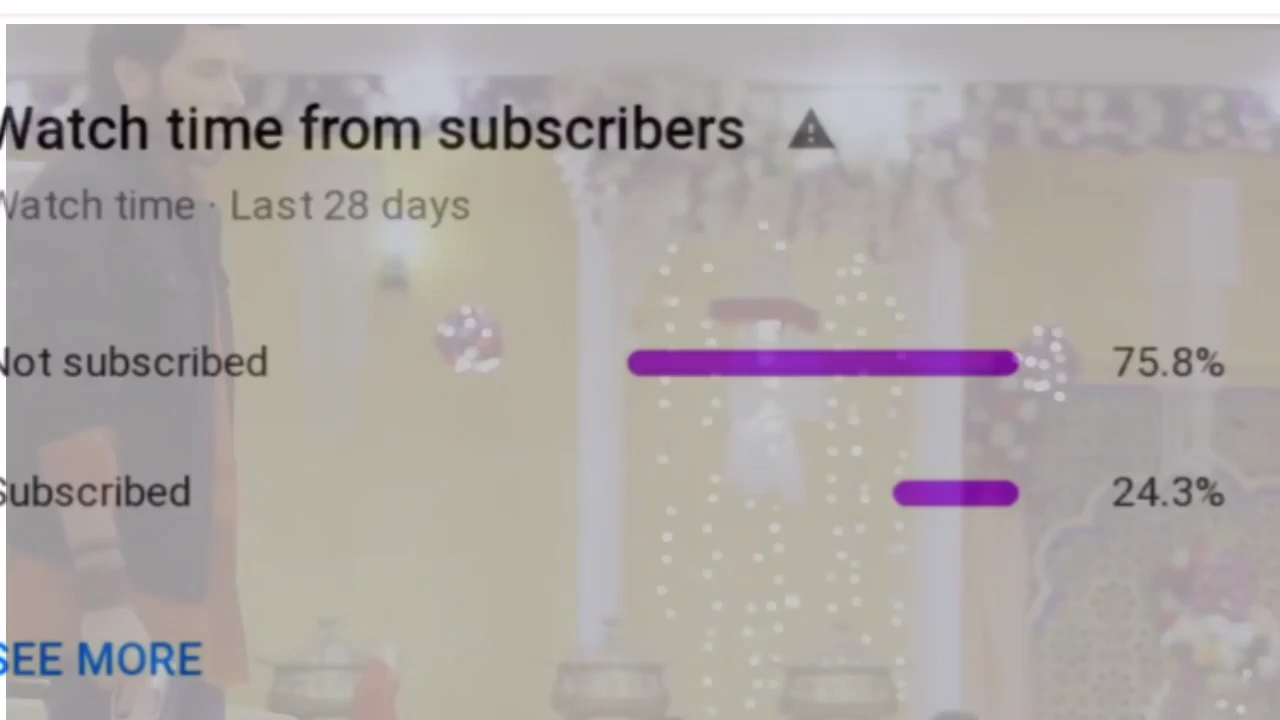 Watch time from subscribers
Watch time · Last 28 days
Not subscribed 75.8%
Subscribed 24.3%
SEE MORE